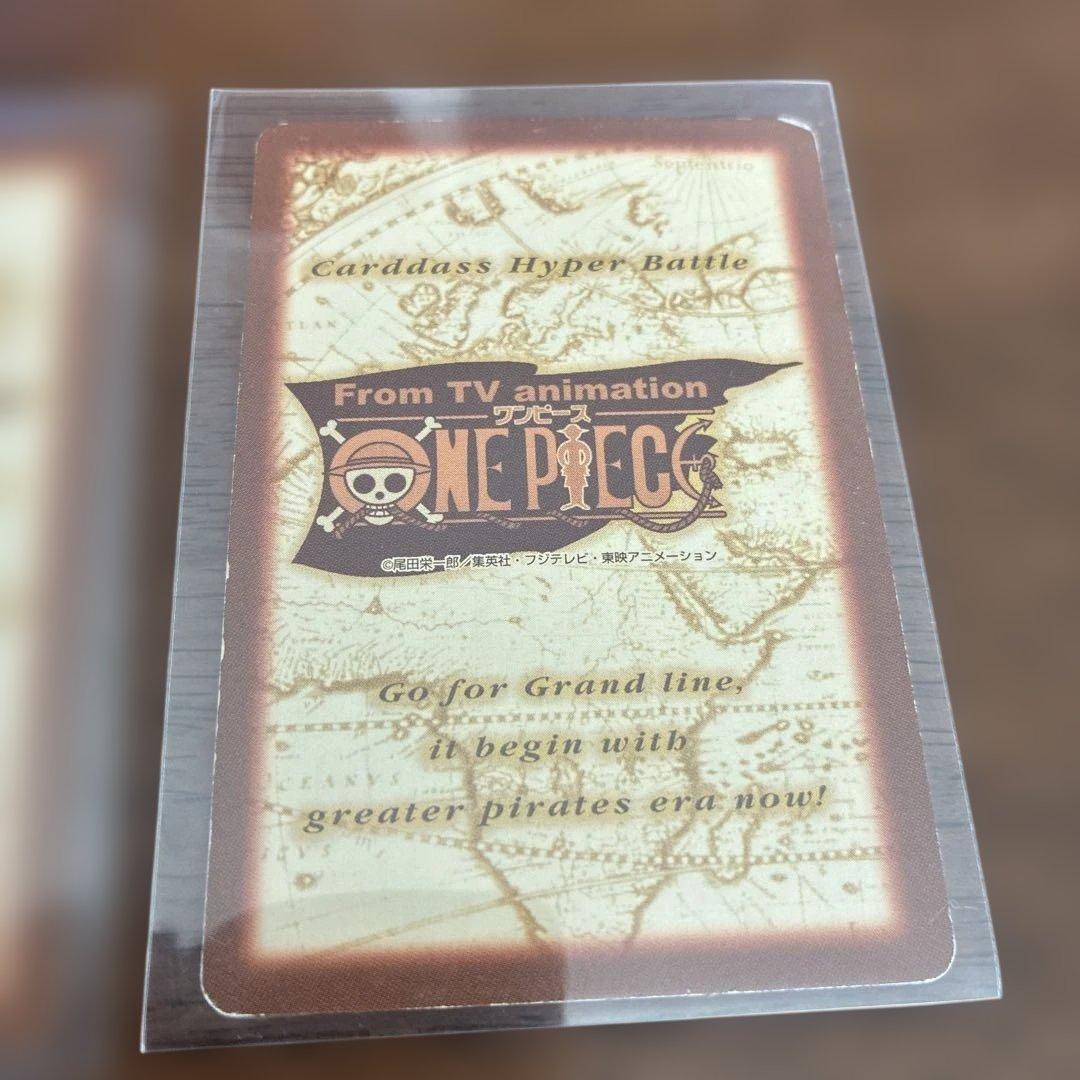 Septentrio
Carddass Hyper Battle
TLAN
From TV animation
ワンピース
ONE PIECE
©尾田栄一郎／集英社・フジテレビ・東映アニメーション
Go for Grand line,
it begin with
OCEANVS
greater pirates era now!